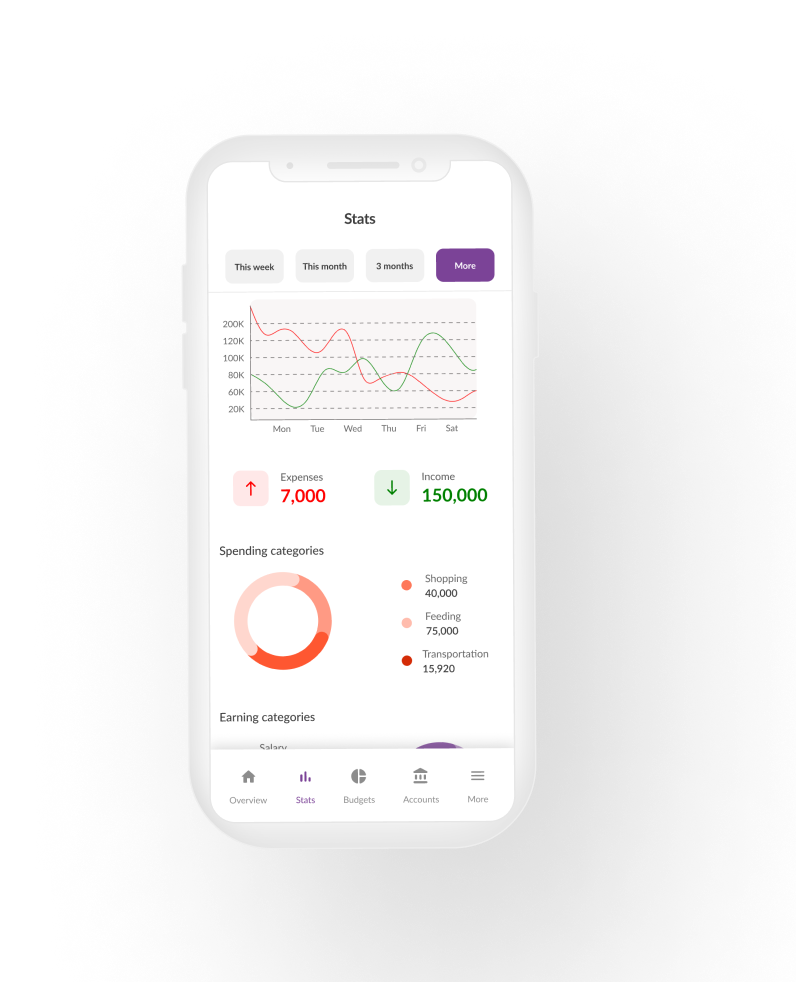 Stats
This week
This month
3 months
More
200K
120K
100K
80K
60K
20K
Mon Tue Wed Thu Fri Sat
Expenses
7,000
Income
150,000
Spending categories
Shopping
40,000
Feeding
75,000
Transportation
15,920
Earning categories
Salary
Overview
Stats
Budgets
Accounts
More